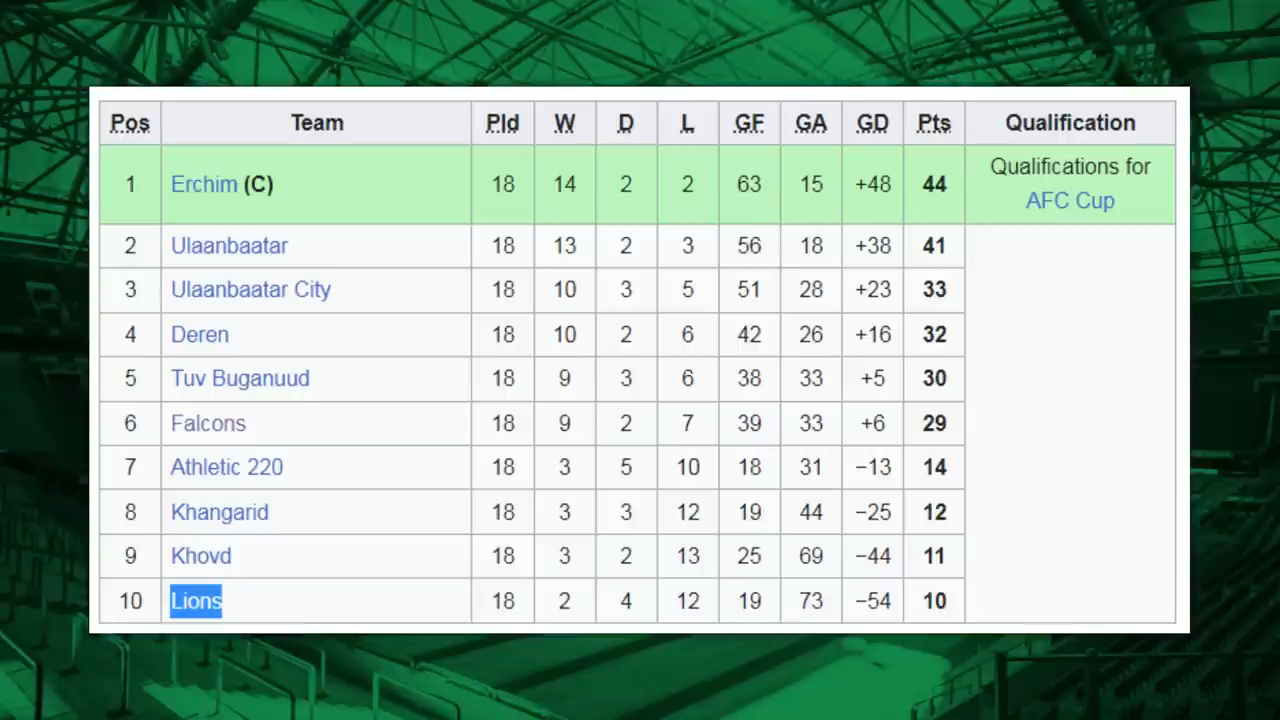 Pos Team Pld W D L GF GA GD Pts Qualification
1 Erchim (C) 18 14 2 2 63 15 +48 44 Qualifications for AFC Cup
2 Ulaanbaatar 18 13 2 3 56 18 +38 41
3 Ulaanbaatar City 18 10 3 5 51 28 +23 33
4 Deren 18 10 2 6 42 26 +16 32
5 Tuv Buganuud 18 9 3 6 38 33 +5 30
6 Falcons 18 9 2 7 39 33 +6 29
7 Athletic 220 18 3 5 10 18 31 −13 14
8 Khangarid 18 3 3 12 19 44 −25 12
9 Khovd 18 3 2 13 25 69 −44 11
10 Lions 18 2 4 12 19 73 −54 10